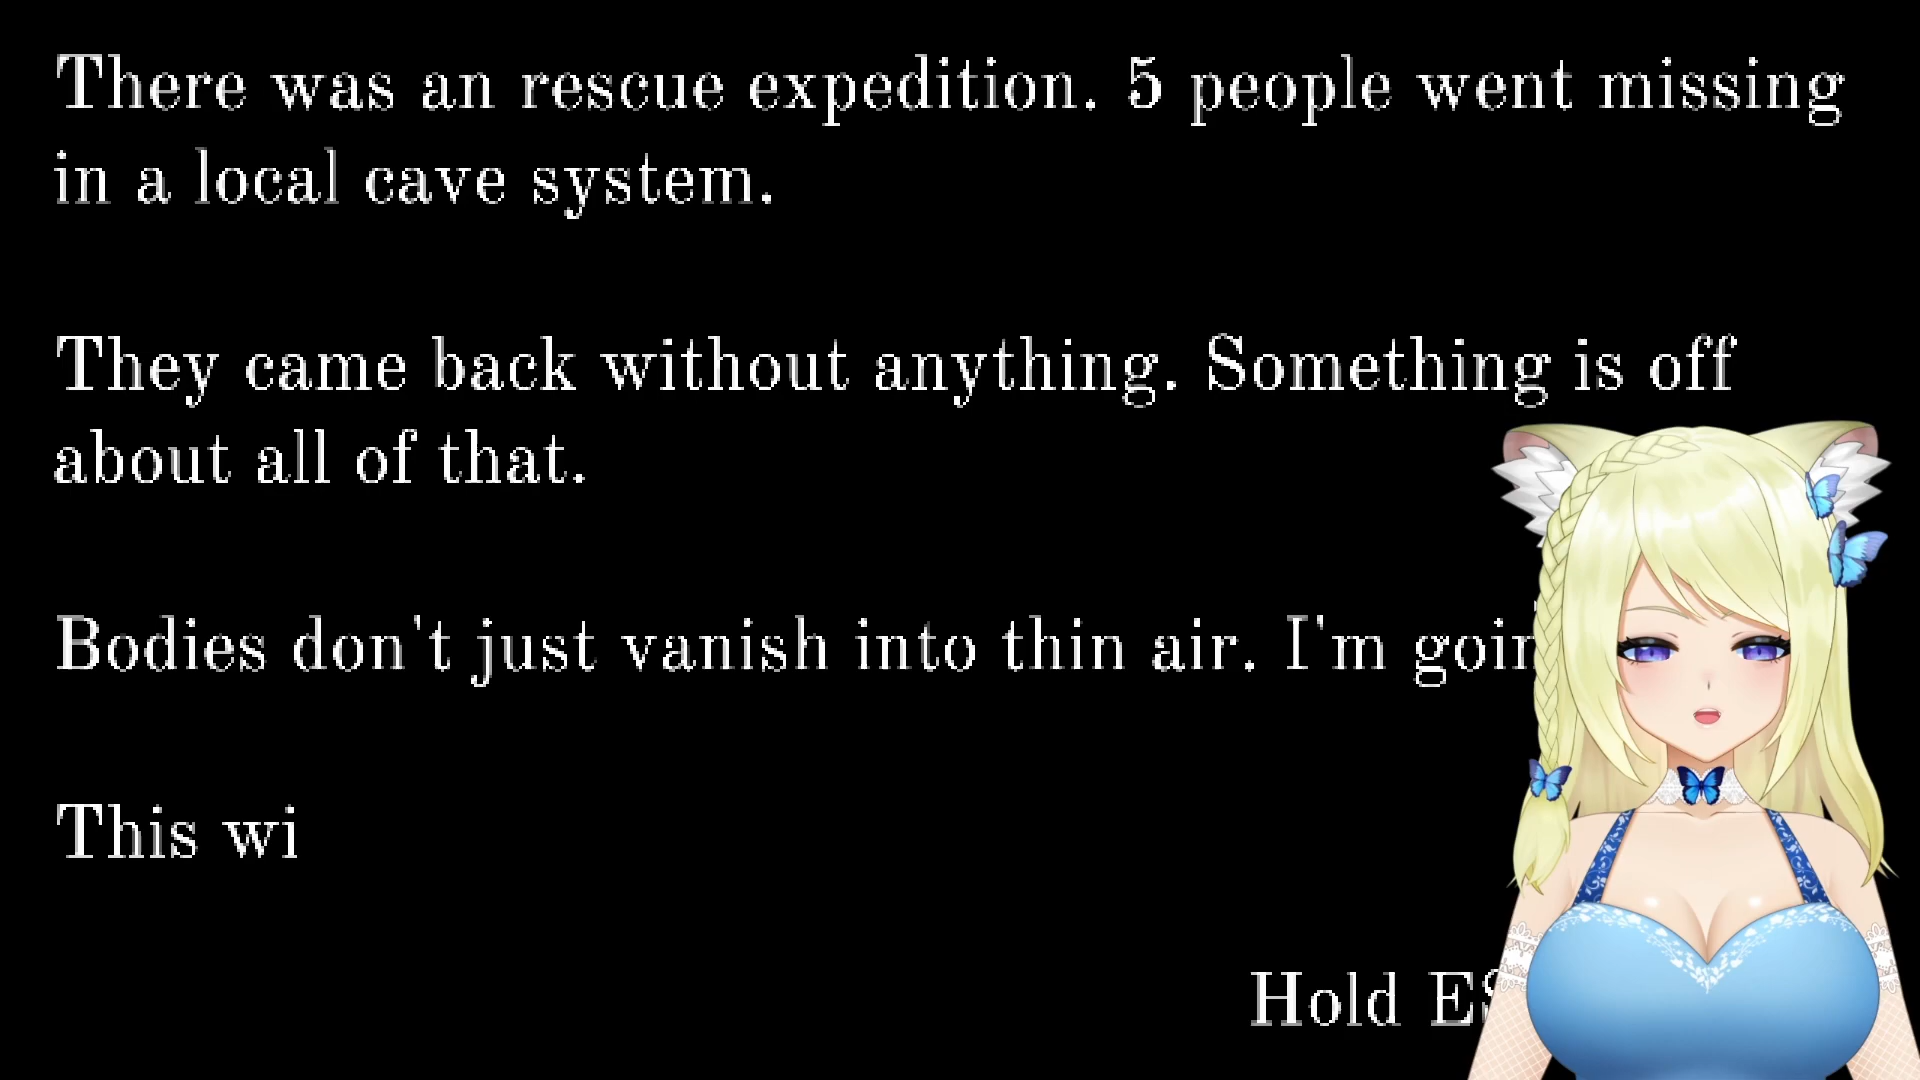 There was an rescue expedition. 5 people went missing
in a local cave system.
They came back without anything. Something is off
about all of that.
Bodies don't just vanish into thin air. I'm
This wi
Hold